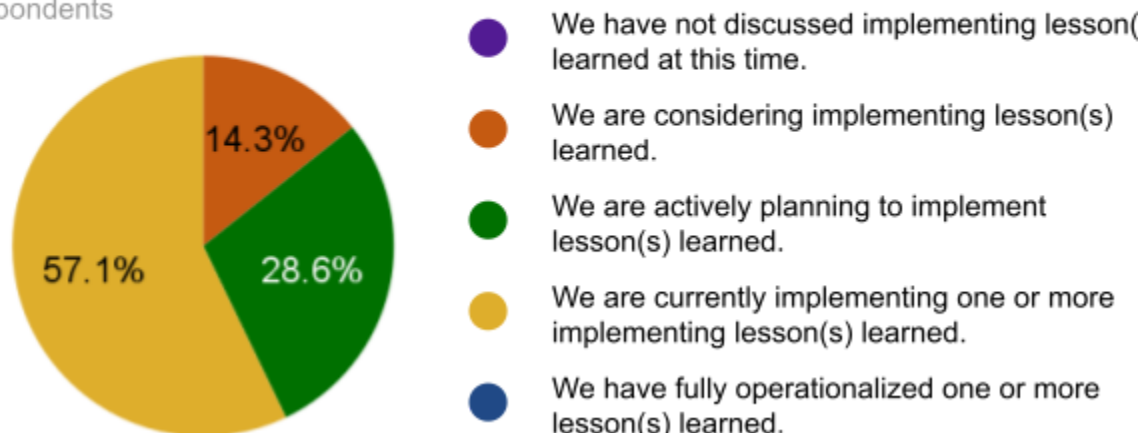 pondents
We have not discussed implementing lesson(
learned at this time.
14.3%
We are considering implementing lesson(s)
learned.
We are actively planning to implement
lesson(s) learned.
57.1%
28.6%
We are currently implementing one or more
implementing lesson(s) learned.
We have fully operationalized one or more
lesson(s) learned.